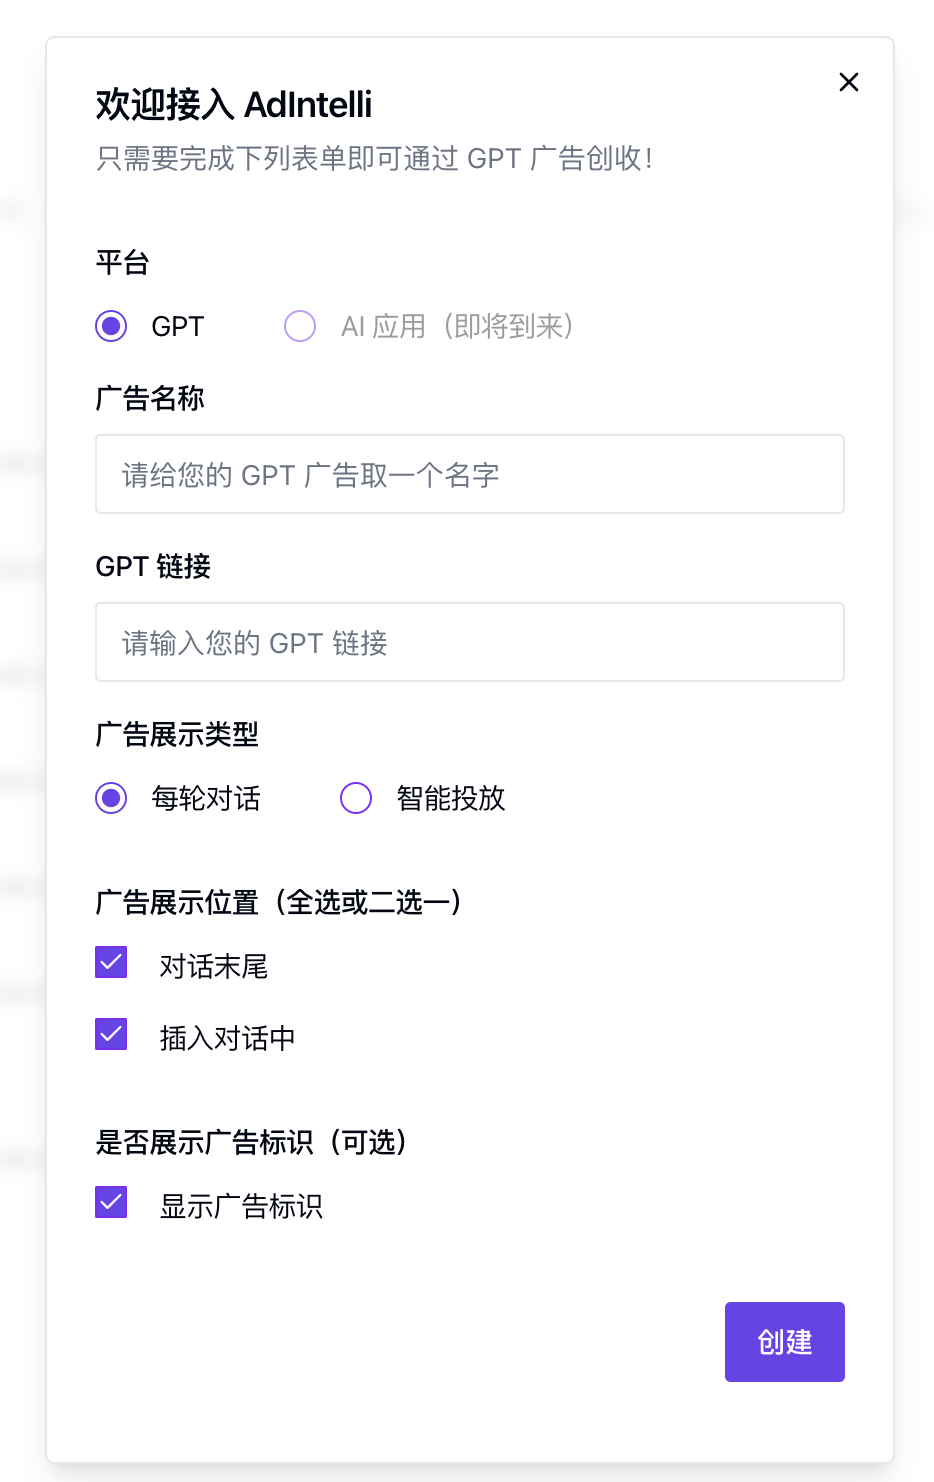 欢迎接入 AdIntelli
只需要完成下列表单即可通过 GPT 广告创收！
平台
GPT
AI 应用（即将到来）
广告名称
请给您的 GPT 广告取一个名字
GPT 链接
请输入您的 GPT 链接
广告展示类型
每轮对话
智能投放
广告展示位置（全选或二选一）
对话末尾
插入对话中
是否展示广告标识（可选）
显示广告标识
创建